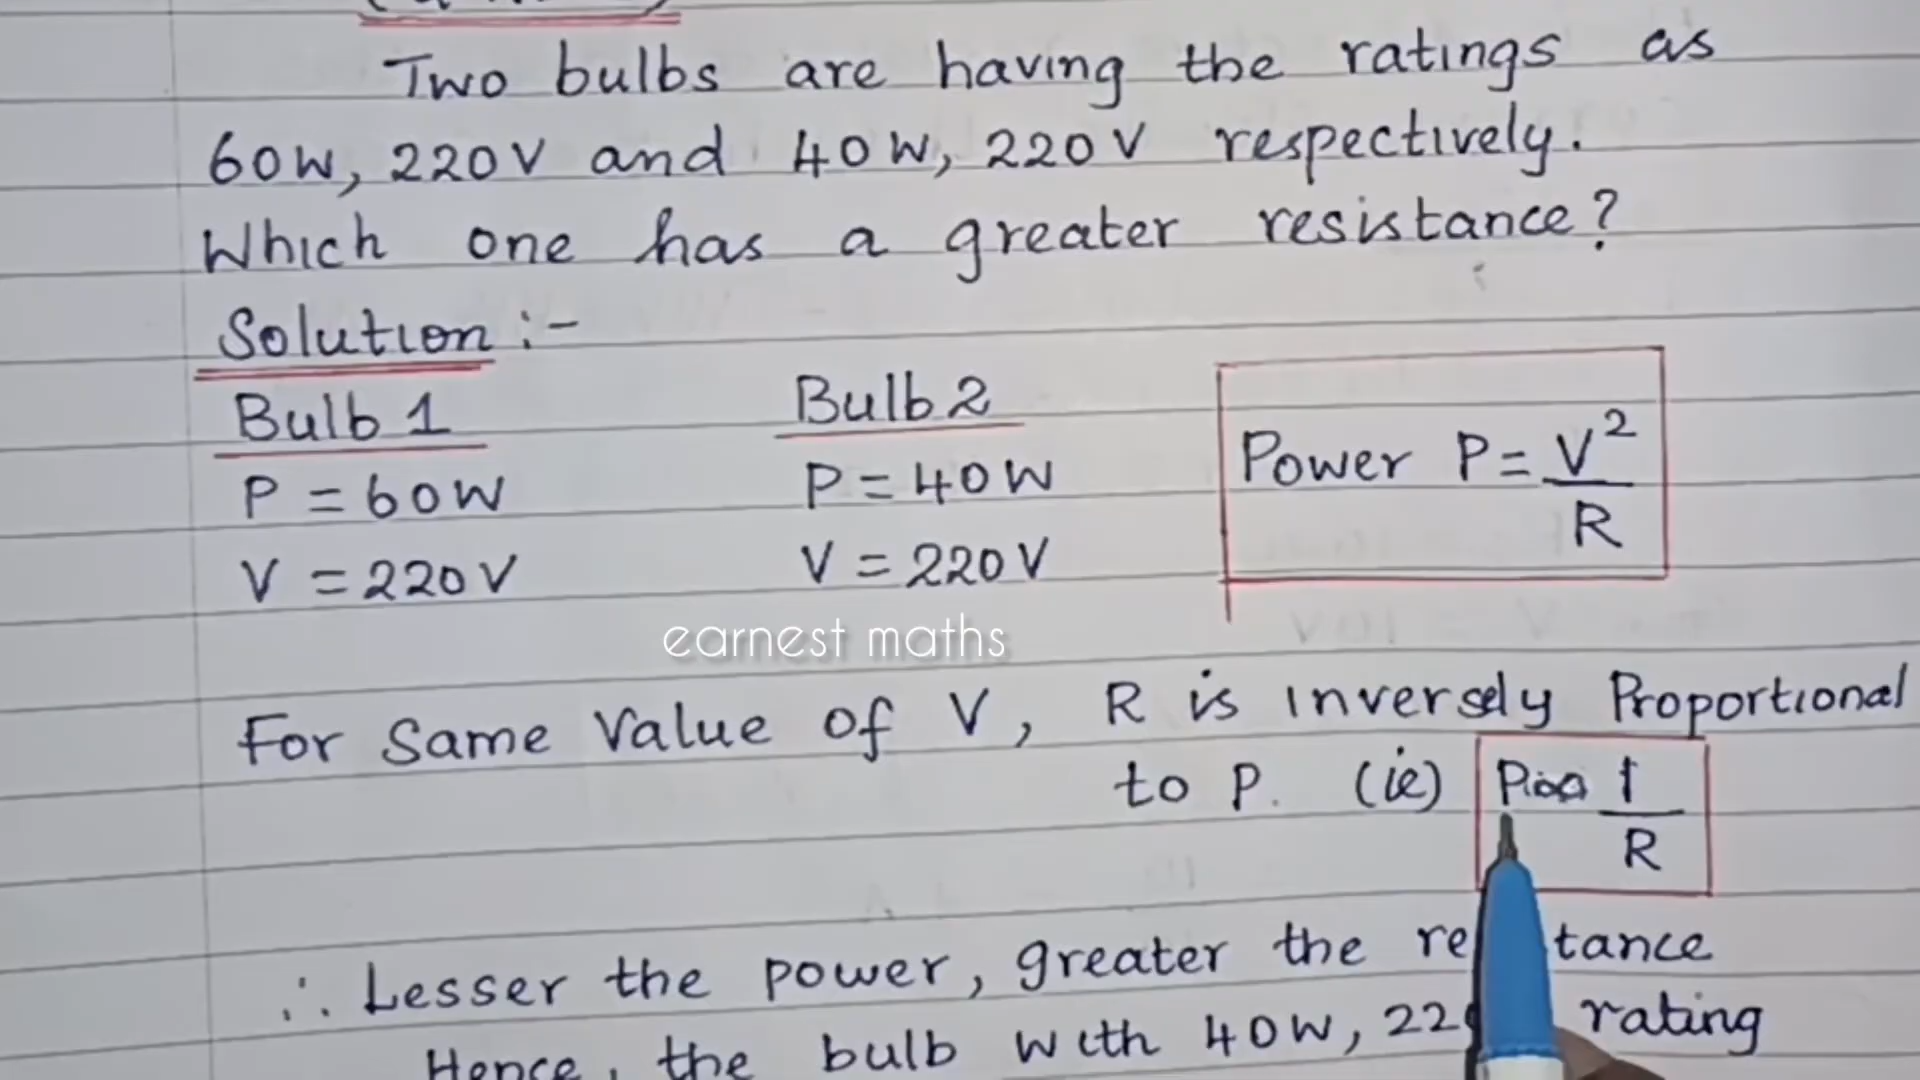 Two bulbs are having the ratings as
60W, 220V and 40W, 220V respectively.
Which one has a greater resistance?
Solution :-
Bulb 1
P = 60W
V = 220V
Bulb 2
P = 40W
V = 220V
Power P = V²/R
earnest maths
For Same Value of V, R is inversely Proportional
to P. (ie) P ∝ 1/R
∴ Lesser the power, greater the
Hence, the bulb with 40W, rating